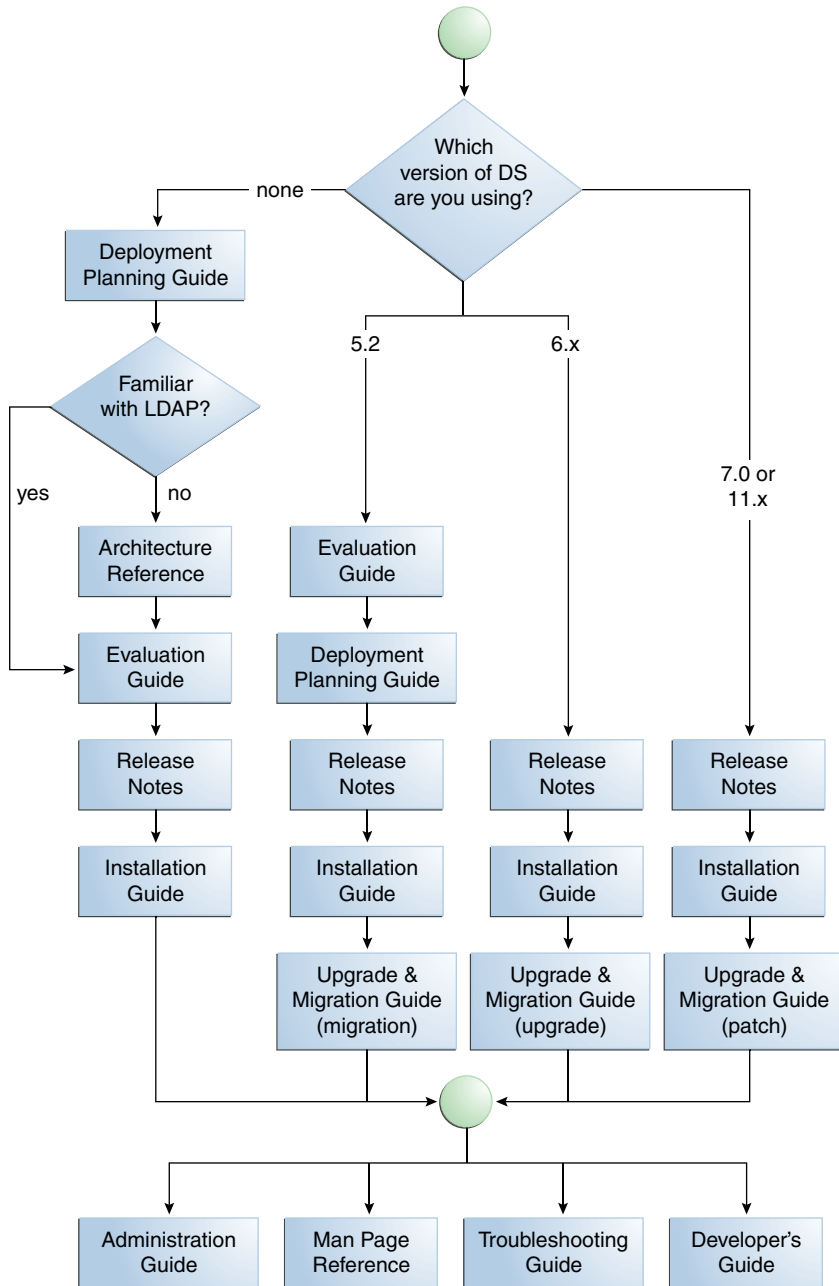 Which
version of DS
are you using?
none
Deployment
Planning Guide
5.2
6.x
Familiar
with LDAP?
7.0 or
11.x
yes
no
Architecture
Reference
Evaluation
Guide
Evaluation
Guide
Deployment
Planning Guide
Release
Notes
Release
Notes
Release
Notes
Release
Notes
Installation
Guide
Installation
Guide
Installation
Guide
Installation
Guide
Upgrade &
Migration Guide
(migration)
Upgrade &
Migration Guide
(upgrade)
Upgrade &
Migration Guide
(patch)
Administration
Guide
Man Page
Reference
Troubleshooting
Guide
Developer's
Guide